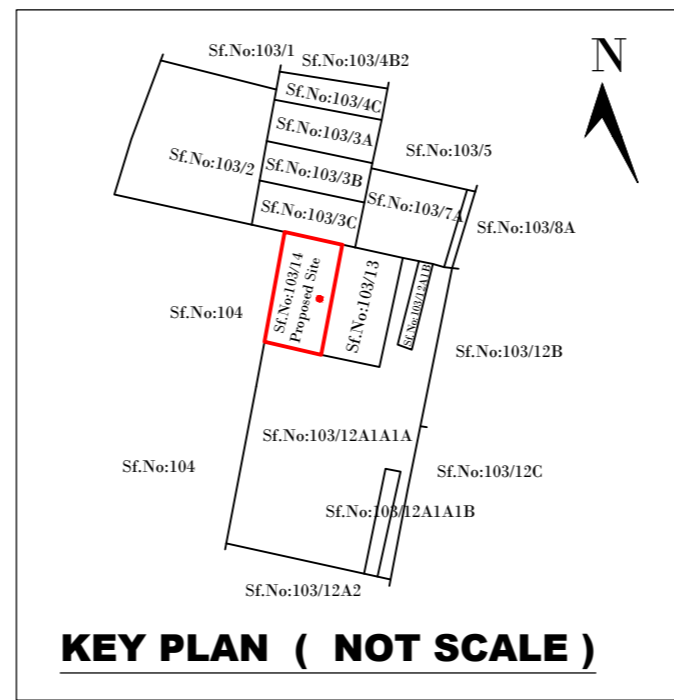 Sf.No:103/1
Sf.No:103/4B2
N
Sf.No:103/4C
Sf.No:103/3A
Sf.No:103/5
Sf.No:103/2
Sf.No:103/3B
Sf.No:103/7A
Sf.No:103/3C
Sf.No:103/8A
Sf.No:103/14
Proposed Site
Sf.No:103/13
Sf.No:103/12A1B
Sf.No:104
Sf.No:103/12B
Sf.No:103/12A1A1A
Sf.No:104
Sf.No:103/12C
Sf.No:103/12A1A1B
Sf.No:103/12A2
KEY PLAN ( NOT SCALE )